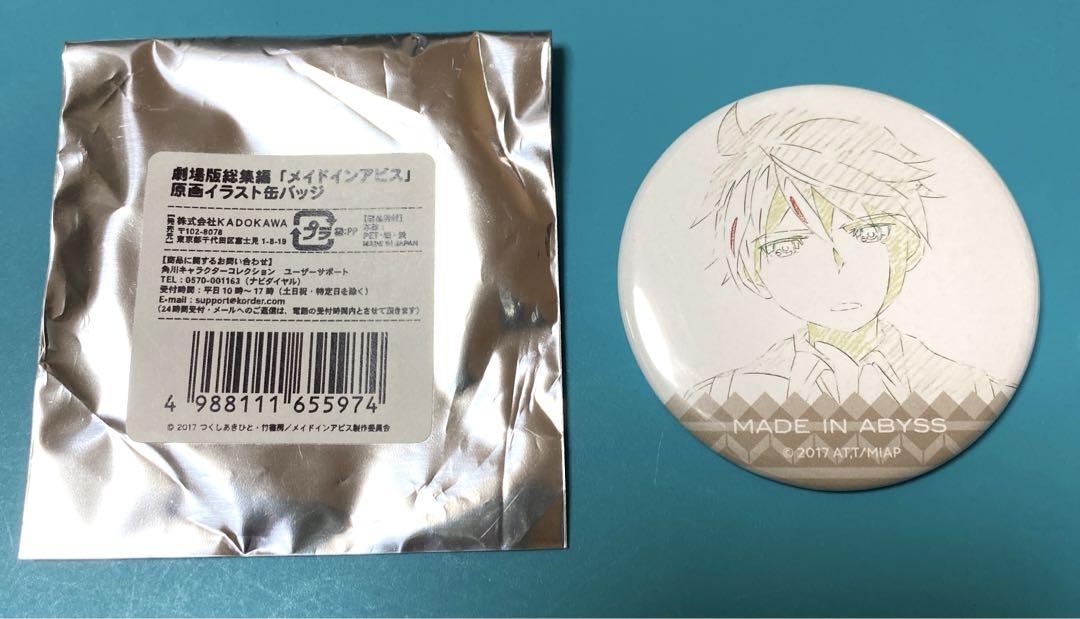 劇場版総集編「メイドインアビス」
原画イラスト缶バッジ
【発売元】
株式会社KADOKAWA
〒102-8078
東京都千代田区富士見 1-8-19
プラ
袋:PP
MADE IN JAPAN
【商品に関するお問い合わせ】
角川キャラクターコレクション ユーザーサポート
TEL : 0570-001163（ナビダイヤル）
受付時間：平日10時～17時（土日祝・特定日を除く）
E-mail : support@korder.com
（24時間受付・メールへのご返信は、電話の受付時間内とさせて頂きます）
4 988111 655974
© 2017 つくしあきひと・竹書房／メイドインアビス製作委員会
MADE IN ABYSS
© 2017 AT,T/MIAP